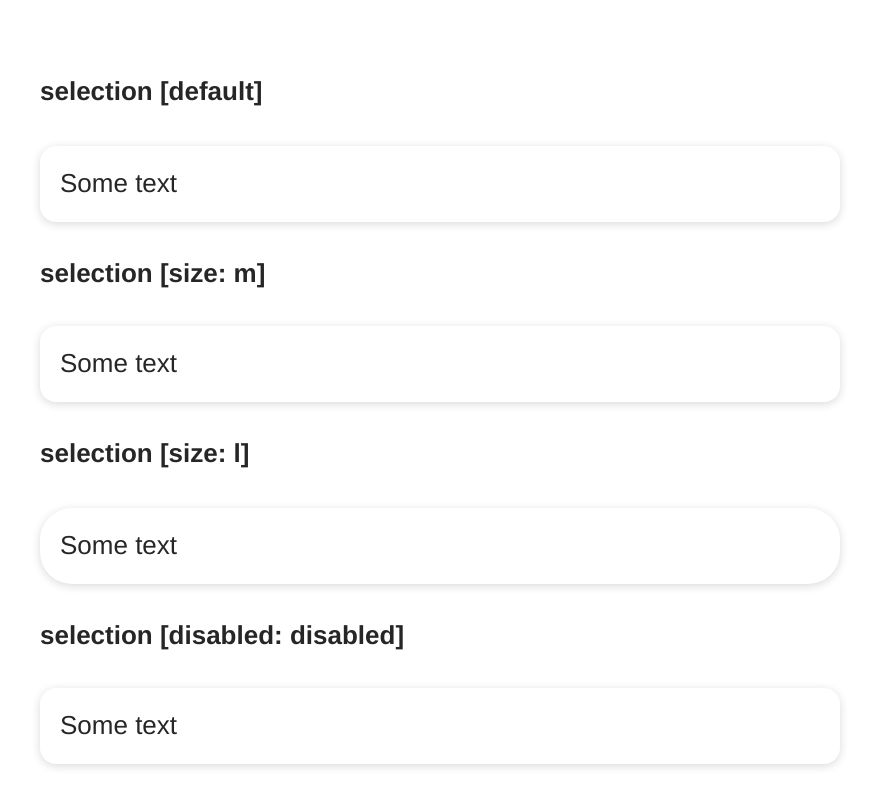 selection [default]
Some text
selection [size: m]
Some text
selection [size: l]
Some text
selection [disabled: disabled]
Some text